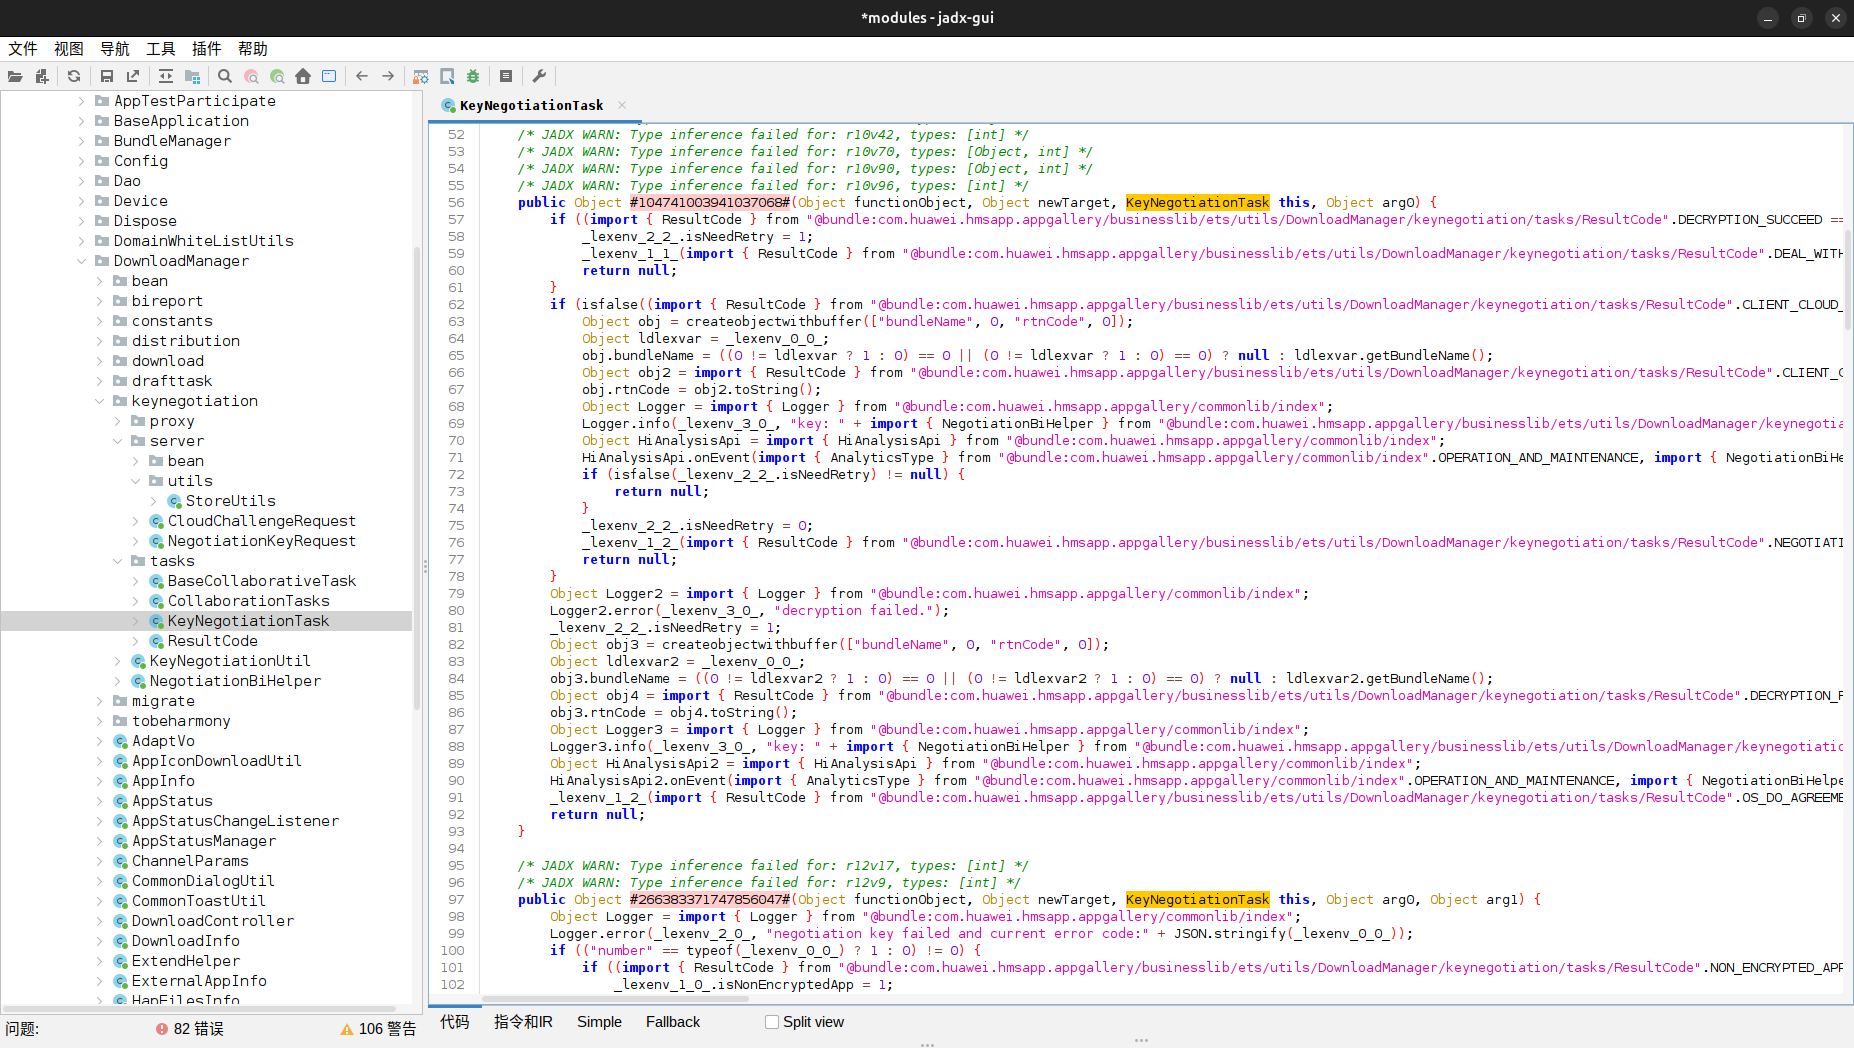 *modules - jadx-gui
文件 视图 导航 工具 插件 帮助
AppTestParticipate
BaseApplication
BundleManager
Config
Dao
Device
Dispose
DomainWhiteListUtils
DownloadManager
bean
bireport
constants
distribution
download
drafttask
keynegotiation
proxy
server
bean
utils
StoreUtils
CloudChallengeRequest
NegotiationKeyRequest
tasks
BaseCollaborativeTask
CollaborationTasks
KeyNegotiationTask
ResultCode
KeyNegotiationUtil
NegotiationBiHelper
migrate
tobeharmony
AdaptVo
AppIconDownloadUtil
AppInfo
AppStatus
AppStatusChangeListener
AppStatusManager
ChannelParams
CommonDialogUtil
CommonToastUtil
DownloadController
DownloadInfo
ExtendHelper
ExternalAppInfo
HapFilesInfo
问题: 82 错误 106 警告
KeyNegotiationTask
52 /* JADX WARN: Type inference failed for: r10v42, types: [int] */
53 /* JADX WARN: Type inference failed for: r10v70, types: [Object, int] */
54 /* JADX WARN: Type inference failed for: r10v90, types: [Object, int] */
55 /* JADX WARN: Type inference failed for: r10v96, types: [int] */
56 public Object #104741003941037068#(Object functionObject, Object newTarget, KeyNegotiationTask this, Object arg0) {
57 if ((import { ResultCode } from "@bundle:com.huawei.hmsapp.appgallery/businesslib/ets/utils/DownloadManager/keynegotiation/tasks/ResultCode".DECRYPTION_SUCCEED ==
58 _lexenv_2_2_.isNeedRetry = 1;
59 _lexenv_1_1_(import { ResultCode } from "@bundle:com.huawei.hmsapp.appgallery/businesslib/ets/utils/DownloadManager/keynegotiation/tasks/ResultCode".DEAL_WITH
60 return null;
61 }
62 if (isfalse((import { ResultCode } from "@bundle:com.huawei.hmsapp.appgallery/businesslib/ets/utils/DownloadManager/keynegotiation/tasks/ResultCode".CLIENT_CLOUD_
63 Object obj = createobjectwithbuffer(["bundleName", 0, "rtnCode", 0]);
64 Object ldlexvar = _lexenv_0_0_;
65 obj.bundleName = ((0 != ldlexvar ? 1 : 0) == 0 || (0 != ldlexvar ? 1 : 0) == 0) ? null : ldlexvar.getBundleName();
66 Object obj2 = import { ResultCode } from "@bundle:com.huawei.hmsapp.appgallery/businesslib/ets/utils/DownloadManager/keynegotiation/tasks/ResultCode".CLIENT_C
67 obj.rtnCode = obj2.toString();
68 Object Logger = import { Logger } from "@bundle:com.huawei.hmsapp.appgallery/commonlib/index";
69 Logger.info(_lexenv_3_0_, "key: " + import { NegotiationBiHelper } from "@bundle:com.huawei.hmsapp.appgallery/businesslib/ets/utils/DownloadManager/keynegotia
70 Object HiAnalysisApi = import { HiAnalysisApi } from "@bundle:com.huawei.hmsapp.appgallery/commonlib/index";
71 HiAnalysisApi.onEvent(import { AnalyticsType } from "@bundle:com.huawei.hmsapp.appgallery/commonlib/index".OPERATION_AND_MAINTENANCE, import { NegotiationBiHe
72 if (isfalse(_lexenv_2_2_.isNeedRetry) != null) {
73 return null;
74 }
75 _lexenv_2_2_.isNeedRetry = 0;
76 _lexenv_1_2_(import { ResultCode } from "@bundle:com.huawei.hmsapp.appgallery/businesslib/ets/utils/DownloadManager/keynegotiation/tasks/ResultCode".NEGOTIATI
77 return null;
78 }
79 Object Logger2 = import { Logger } from "@bundle:com.huawei.hmsapp.appgallery/commonlib/index";
80 Logger2.error(_lexenv_3_0_, "decryption failed.");
81 _lexenv_2_2_.isNeedRetry = 1;
82 Object obj3 = createobjectwithbuffer(["bundleName", 0, "rtnCode", 0]);
83 Object ldlexvar2 = _lexenv_0_0_;
84 obj3.bundleName = ((0 != ldlexvar2 ? 1 : 0) == 0 || (0 != ldlexvar2 ? 1 : 0) == 0) ? null : ldlexvar2.getBundleName();
85 Object obj4 = import { ResultCode } from "@bundle:com.huawei.hmsapp.appgallery/businesslib/ets/utils/DownloadManager/keynegotiation/tasks/ResultCode".DECRYPTION_F
86 obj3.rtnCode = obj4.toString();
87 Object Logger3 = import { Logger } from "@bundle:com.huawei.hmsapp.appgallery/commonlib/index";
88 Logger3.info(_lexenv_3_0_, "key: " + import { NegotiationBiHelper } from "@bundle:com.huawei.hmsapp.appgallery/businesslib/ets/utils/DownloadManager/keynegotiation
89 Object HiAnalysisApi2 = import { HiAnalysisApi } from "@bundle:com.huawei.hmsapp.appgallery/commonlib/index";
90 HiAnalysisApi2.onEvent(import { AnalyticsType } from "@bundle:com.huawei.hmsapp.appgallery/commonlib/index".OPERATION_AND_MAINTENANCE, import { NegotiationBiHelpe
91 _lexenv_1_2_(import { ResultCode } from "@bundle:com.huawei.hmsapp.appgallery/businesslib/ets/utils/DownloadManager/keynegotiation/tasks/ResultCode".OS_DO_AGREEME
92 return null;
93 }
94
95 /* JADX WARN: Type inference failed for: r12v17, types: [int] */
96 /* JADX WARN: Type inference failed for: r12v9, types: [int] */
97 public Object #266383371747856047#(Object functionObject, Object newTarget, KeyNegotiationTask this, Object arg0, Object arg1) {
98 Object Logger = import { Logger } from "@bundle:com.huawei.hmsapp.appgallery/commonlib/index";
99 Logger.error(_lexenv_2_0_, "negotiation key failed and current error code:" + JSON.stringify(_lexenv_0_0_));
100 if (("number" == typeof(_lexenv_0_0_) ? 1 : 0) != 0) {
101 if ((import { ResultCode } from "@bundle:com.huawei.hmsapp.appgallery/businesslib/ets/utils/DownloadManager/keynegotiation/tasks/ResultCode".NON_ENCRYPTED_APP
102 _lexenv_1_0_.isNonEncryptedApp = 1;
代码 指令和IR Simple Fallback Split view